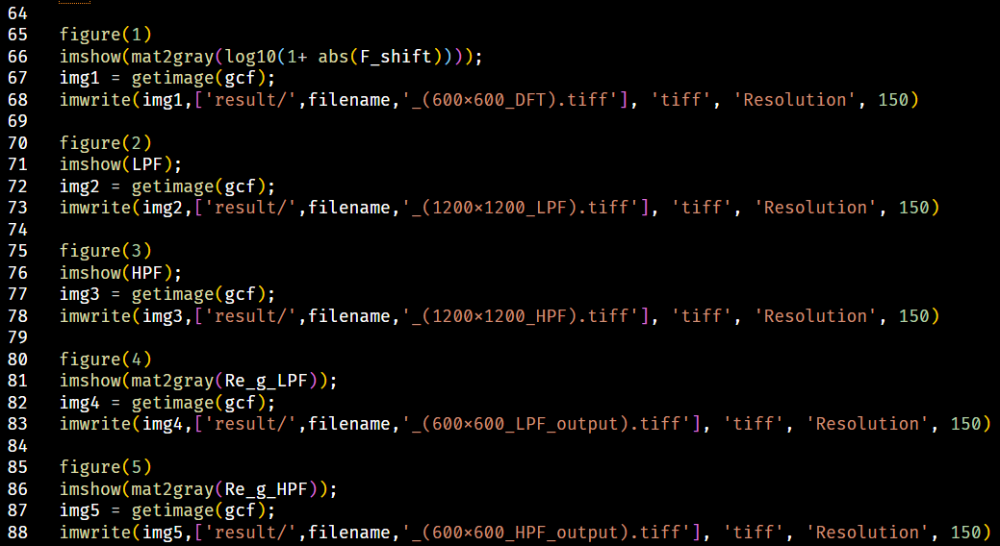 64
65 figure(1)
66 imshow(mat2gray(log10(1+ abs(F_shift))));
67 img1 = getimage(gcf);
68 imwrite(img1,['result/',filename,'_(600×600_DFT).tiff'], 'tiff', 'Resolution', 150)
69
70 figure(2)
71 imshow(LPF);
72 img2 = getimage(gcf);
73 imwrite(img2,['result/',filename,'_(1200×1200_LPF).tiff'], 'tiff', 'Resolution', 150)
74
75 figure(3)
76 imshow(HPF);
77 img3 = getimage(gcf);
78 imwrite(img3,['result/',filename,'_(1200×1200_HPF).tiff'], 'tiff', 'Resolution', 150)
79
80 figure(4)
81 imshow(mat2gray(Re_g_LPF));
82 img4 = getimage(gcf);
83 imwrite(img4,['result/',filename,'_(600×600_LPF_output).tiff'], 'tiff', 'Resolution', 150)
84
85 figure(5)
86 imshow(mat2gray(Re_g_HPF));
87 img5 = getimage(gcf);
88 imwrite(img5,['result/',filename,'_(600×600_HPF_output).tiff'], 'tiff', 'Resolution', 150)